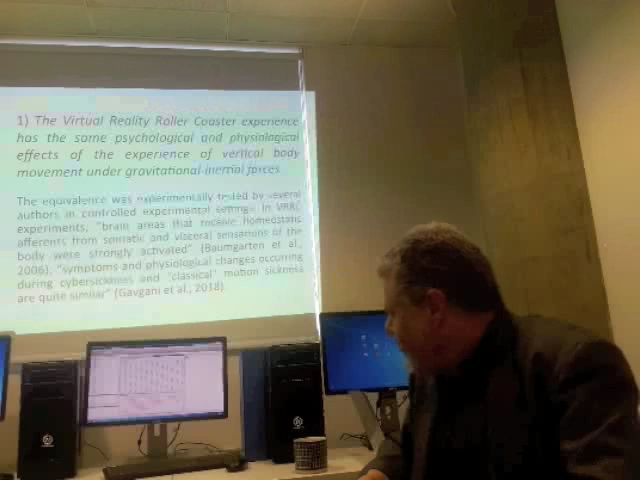 1) The Virtual Reality Roller Coaster experience
has the same psychological and physiological
effects of the experience of vertical body
movement under gravitational-inertial forces
The equivalence was experimentally tested by several
authors in controlled experimental settings. In VRRC
experiments, "brain areas that receive homeostatic
afferents from somatic and visceral sensations of the
body were strongly activated" (Baumgarten et al.,
2006); "symptoms and physiological changes occurring
during cybersickness and "classical" motion sickness
are quite similar" (Gavgani et al., 2018).